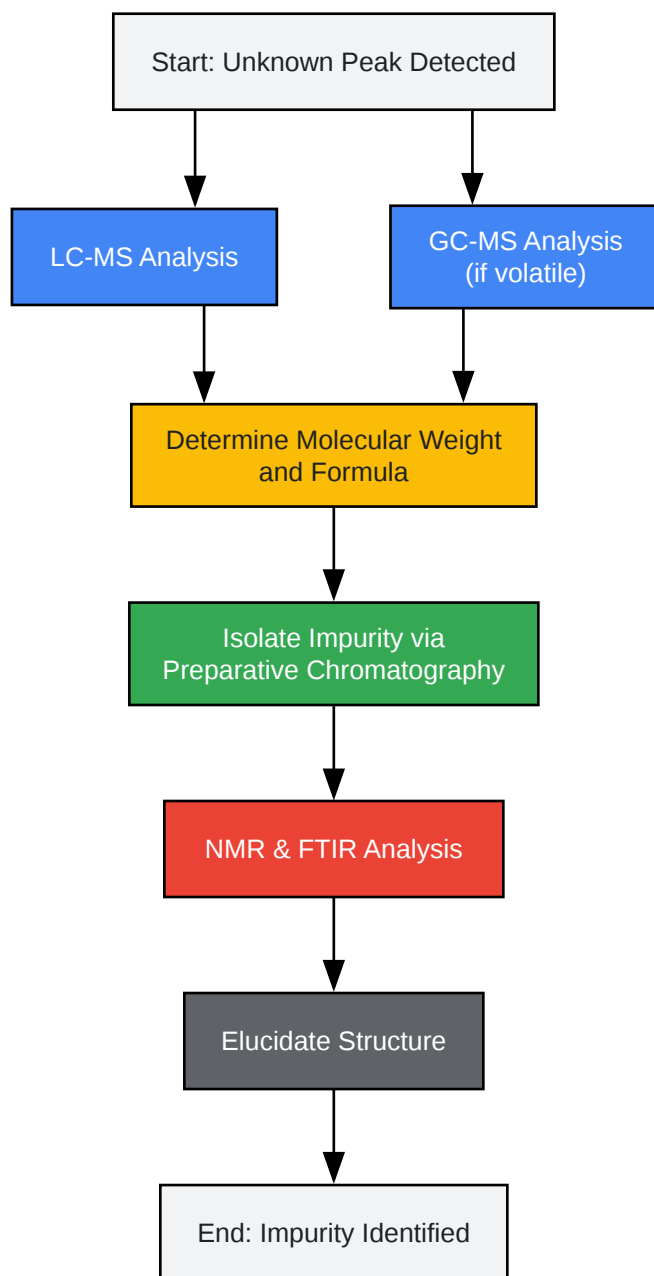 Start: Unknown Peak Detected
LC-MS Analysis
GC-MS Analysis
(if volatile)
Determine Molecular Weight
and Formula
Isolate Impurity via
Preparative Chromatography
NMR & FTIR Analysis
Elucidate Structure
End: Impurity Identified